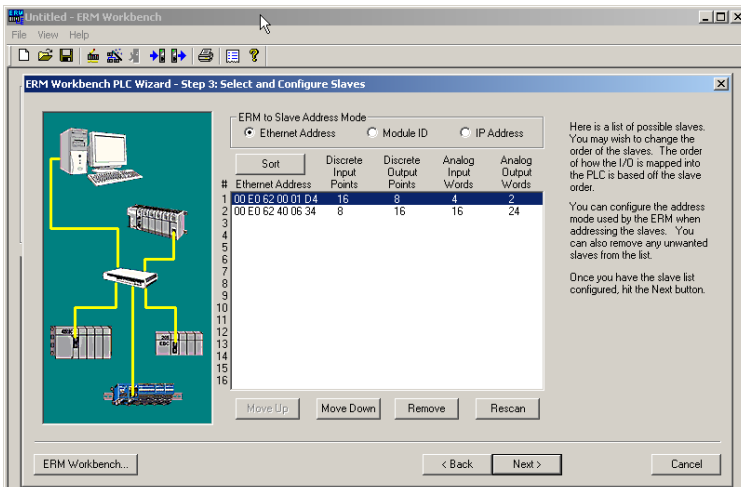 Untitled - ERM Workbench
File View Help
ERM Workbench PLC Wizard - Step 3: Select and Configure Slaves
ERM to Slave Address Mode
Ethernet Address Module ID IP Address
Sort
# Ethernet Address Discrete Input Points Discrete Output Points Analog Input Words Analog Output Words
1 00 E0 62 00 01 D4 16 8 4 2
2 00 E0 62 40 06 34 8 16 16 24
3
4
5
6
7
8
9
10
11
12
13
14
15
16
Move Up Move Down Remove Rescan
Here is a list of possible slaves.
You may wish to change the
order of the slaves. The order
of how the I/O is mapped into
the PLC is based off the slave
order.
You can configure the address
mode used by the ERM when
addressing the slaves. You
can also remove any unwanted
slaves from the list.
Once you have the slave list
configured, hit the Next button.
ERM Workbench... < Back Next > Cancel